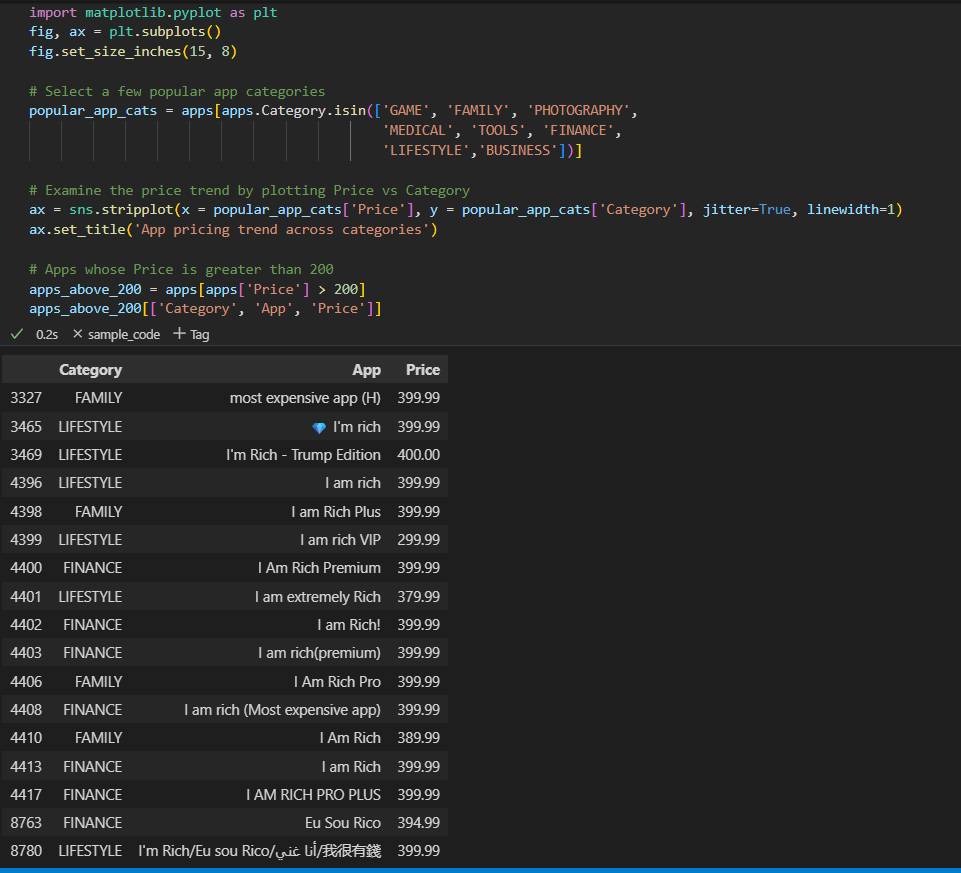 import matplotlib.pyplot as plt
fig, ax = plt.subplots()
fig.set_size_inches(15, 8)
# Select a few popular app categories
popular_app_cats = apps[apps.Category.isin(['GAME', 'FAMILY', 'PHOTOGRAPHY',
'MEDICAL', 'TOOLS', 'FINANCE',
'LIFESTYLE','BUSINESS'])]
# Examine the price trend by plotting Price vs Category
ax = sns.stripplot(x = popular_app_cats['Price'], y = popular_app_cats['Category'], jitter=True, linewidth=1)
ax.set_title('App pricing trend across categories')
# Apps whose Price is greater than 200
apps_above_200 = apps[apps['Price'] > 200]
apps_above_200[['Category', 'App', 'Price']]
✓ 0.2s × sample_code + Tag
Category App Price
3327 FAMILY most expensive app (H) 399.99
3465 LIFESTYLE 💎 I'm rich 399.99
3469 LIFESTYLE I'm Rich - Trump Edition 400.00
4396 LIFESTYLE I am rich 399.99
4398 FAMILY I am Rich Plus 399.99
4399 LIFESTYLE I am rich VIP 299.99
4400 FINANCE I Am Rich Premium 399.99
4401 LIFESTYLE I am extremely Rich 379.99
4402 FINANCE I am Rich! 399.99
4403 FINANCE I am rich(premium) 399.99
4406 FAMILY I Am Rich Pro 399.99
4408 FINANCE I am rich (Most expensive app) 399.99
4410 FAMILY I Am Rich 389.99
4413 FINANCE I am Rich 399.99
4417 FINANCE I AM RICH PRO PLUS 399.99
8763 FINANCE Eu Sou Rico 394.99
8780 LIFESTYLE I'm Rich/Eu sou Rico/أنا غني/我很有錢 399.99